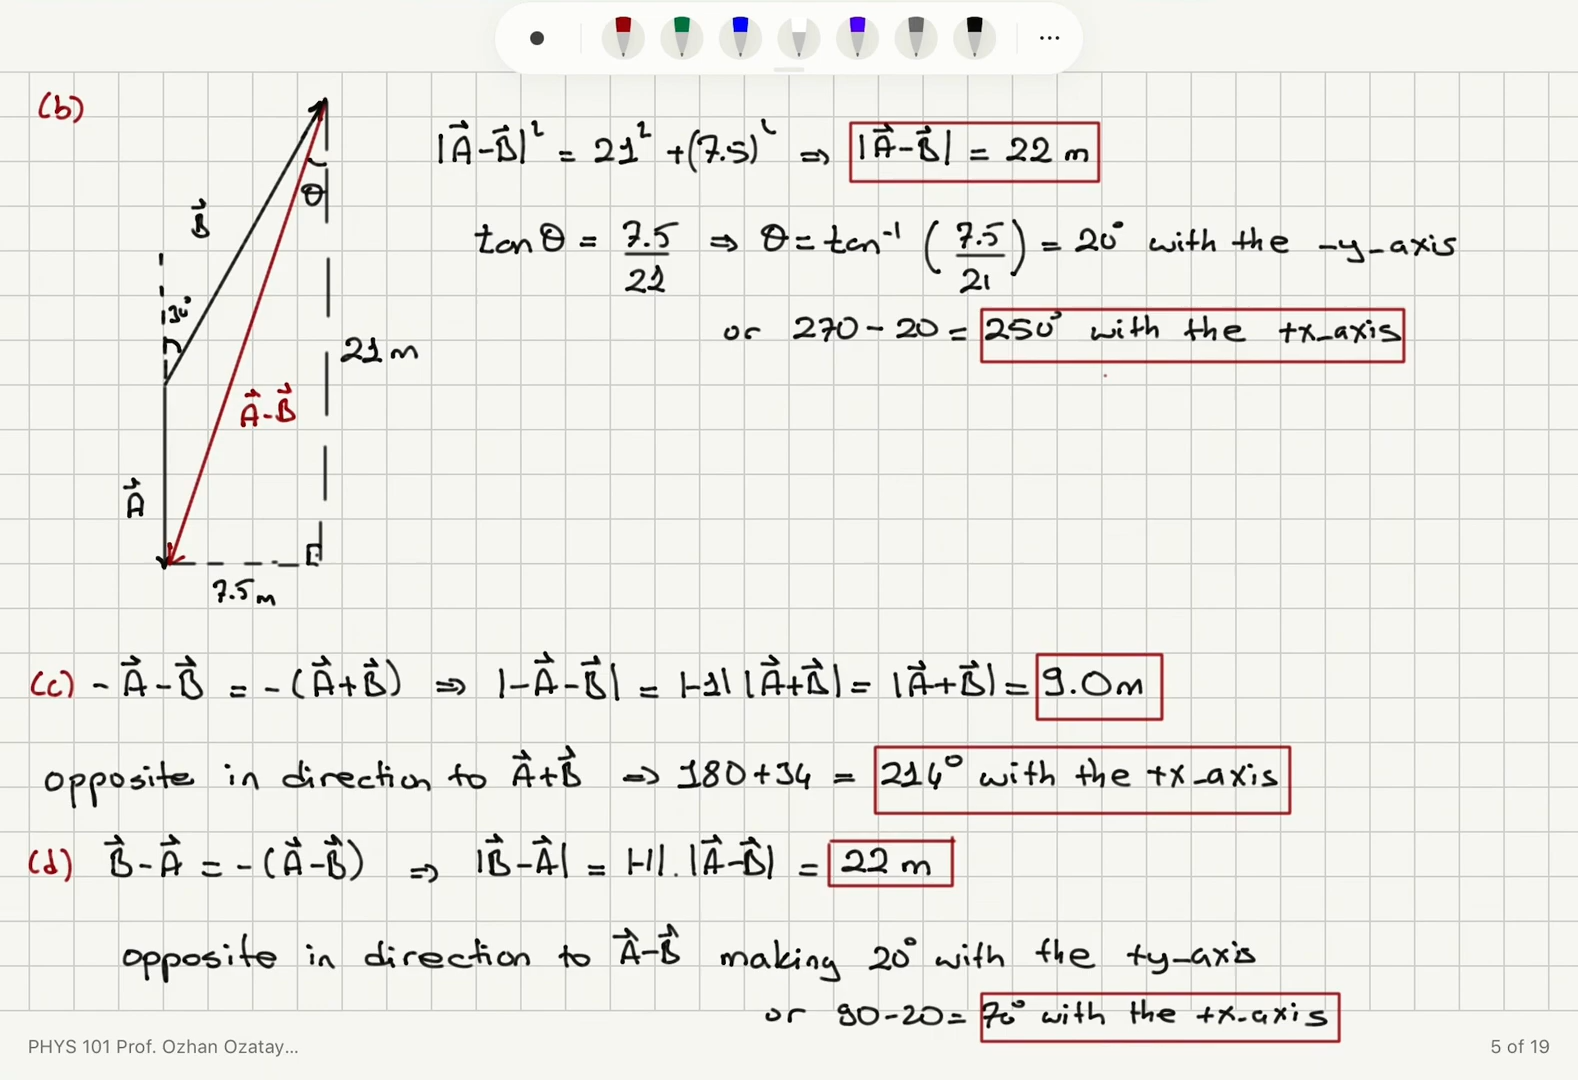 (b)
|A⃗-B⃗|² = 21² + (7.5)² ⇒ |A⃗-B⃗| = 22 m
θ
B⃗
tan θ = 7.5/21 ⇒ θ = tan⁻¹ (7.5/21) = 20° with the -y-axis
30°
or 270 - 20 = 250° with the +x-axis
21 m
A⃗-B⃗
A⃗
7.5 m
(c) -A⃗-B⃗ = -(A⃗+B⃗) ⇒ |-A⃗-B⃗| = |-1| |A⃗+B⃗| = |A⃗+B⃗| = 9.0 m
opposite in direction to A⃗+B⃗ ⇒ 180+34 = 214° with the +x-axis
(d) B⃗-A⃗ = -(A⃗-B⃗) ⇒ |B⃗-A⃗| = |-1|.|A⃗-B⃗| = 22 m
opposite in direction to A⃗-B⃗ making 20° with the +y-axis
or 90-20= 70° with the +x-axis
PHYS 101 Prof. Ozhan Ozatay...
5 of 19